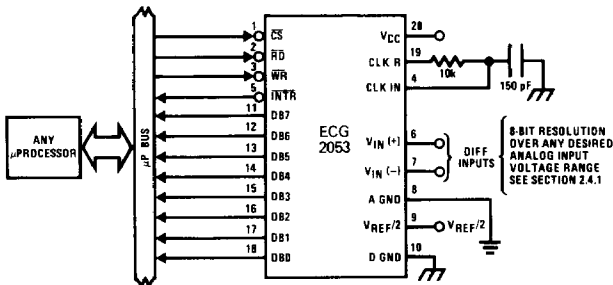 1 CS
2 RD
3 WR
5 INTR
11 DB7
12 DB6
13 DB5
14 DB4
15 DB3
16 DB2
17 DB1
18 DB0
ANY
μPROCESSOR
μP BUS
ECG
2053
VCC 20
CLK R 19
10k
CLK IN 4
150 pF
VIN (+) 6
VIN (−) 7
DIFF
INPUTS
8-BIT RESOLUTION
OVER ANY DESIRED
ANALOG INPUT
VOLTAGE RANGE
SEE SECTION 2.4.1
A GND 8
VREF/2 9 VREF/2
D GND 10